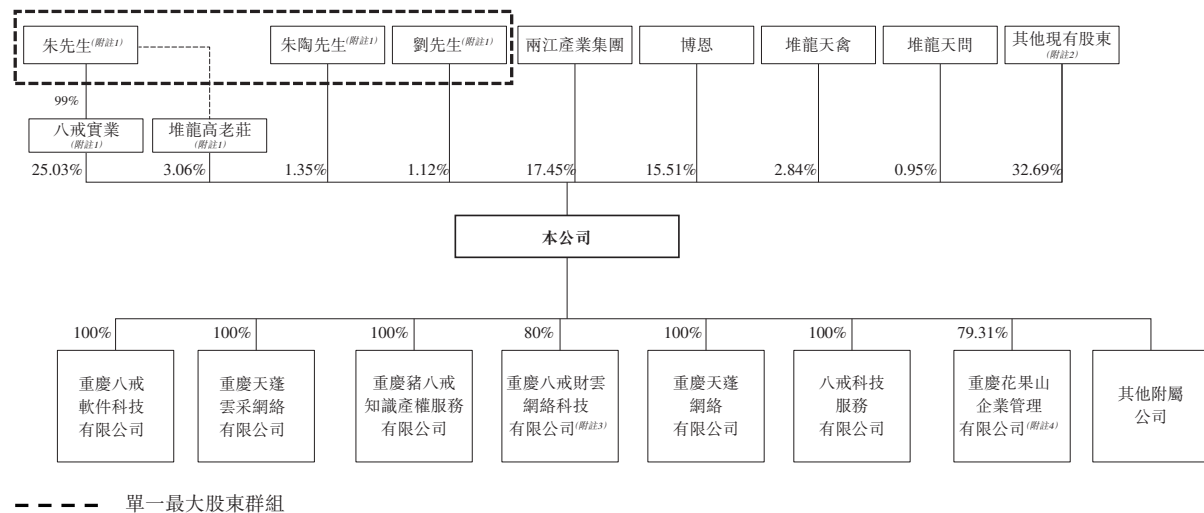 朱先生(附註1)
朱陶先生(附註1)
劉先生(附註1)
兩江產業集團
博恩
堆龍天禽
堆龍天問
其他現有股東
(附註2)
99%
八戒實業
(附註1)
堆龍高老莊
(附註1)
25.03%
3.06%
1.35%
1.12%
17.45%
15.51%
2.84%
0.95%
32.69%
本公司
100%
100%
100%
80%
100%
100%
79.31%
重慶八戒
軟件科技
有限公司
重慶天蓬
雲采網絡
有限公司
重慶豬八戒
知識產權服務
有限公司
重慶八戒財雲
網絡科技
有限公司(附註3)
重慶天蓬
網絡
有限公司
八戒科技
服務
有限公司
重慶花果山
企業管理
有限公司(附註4)
其他附屬
公司
單一最大股東群組